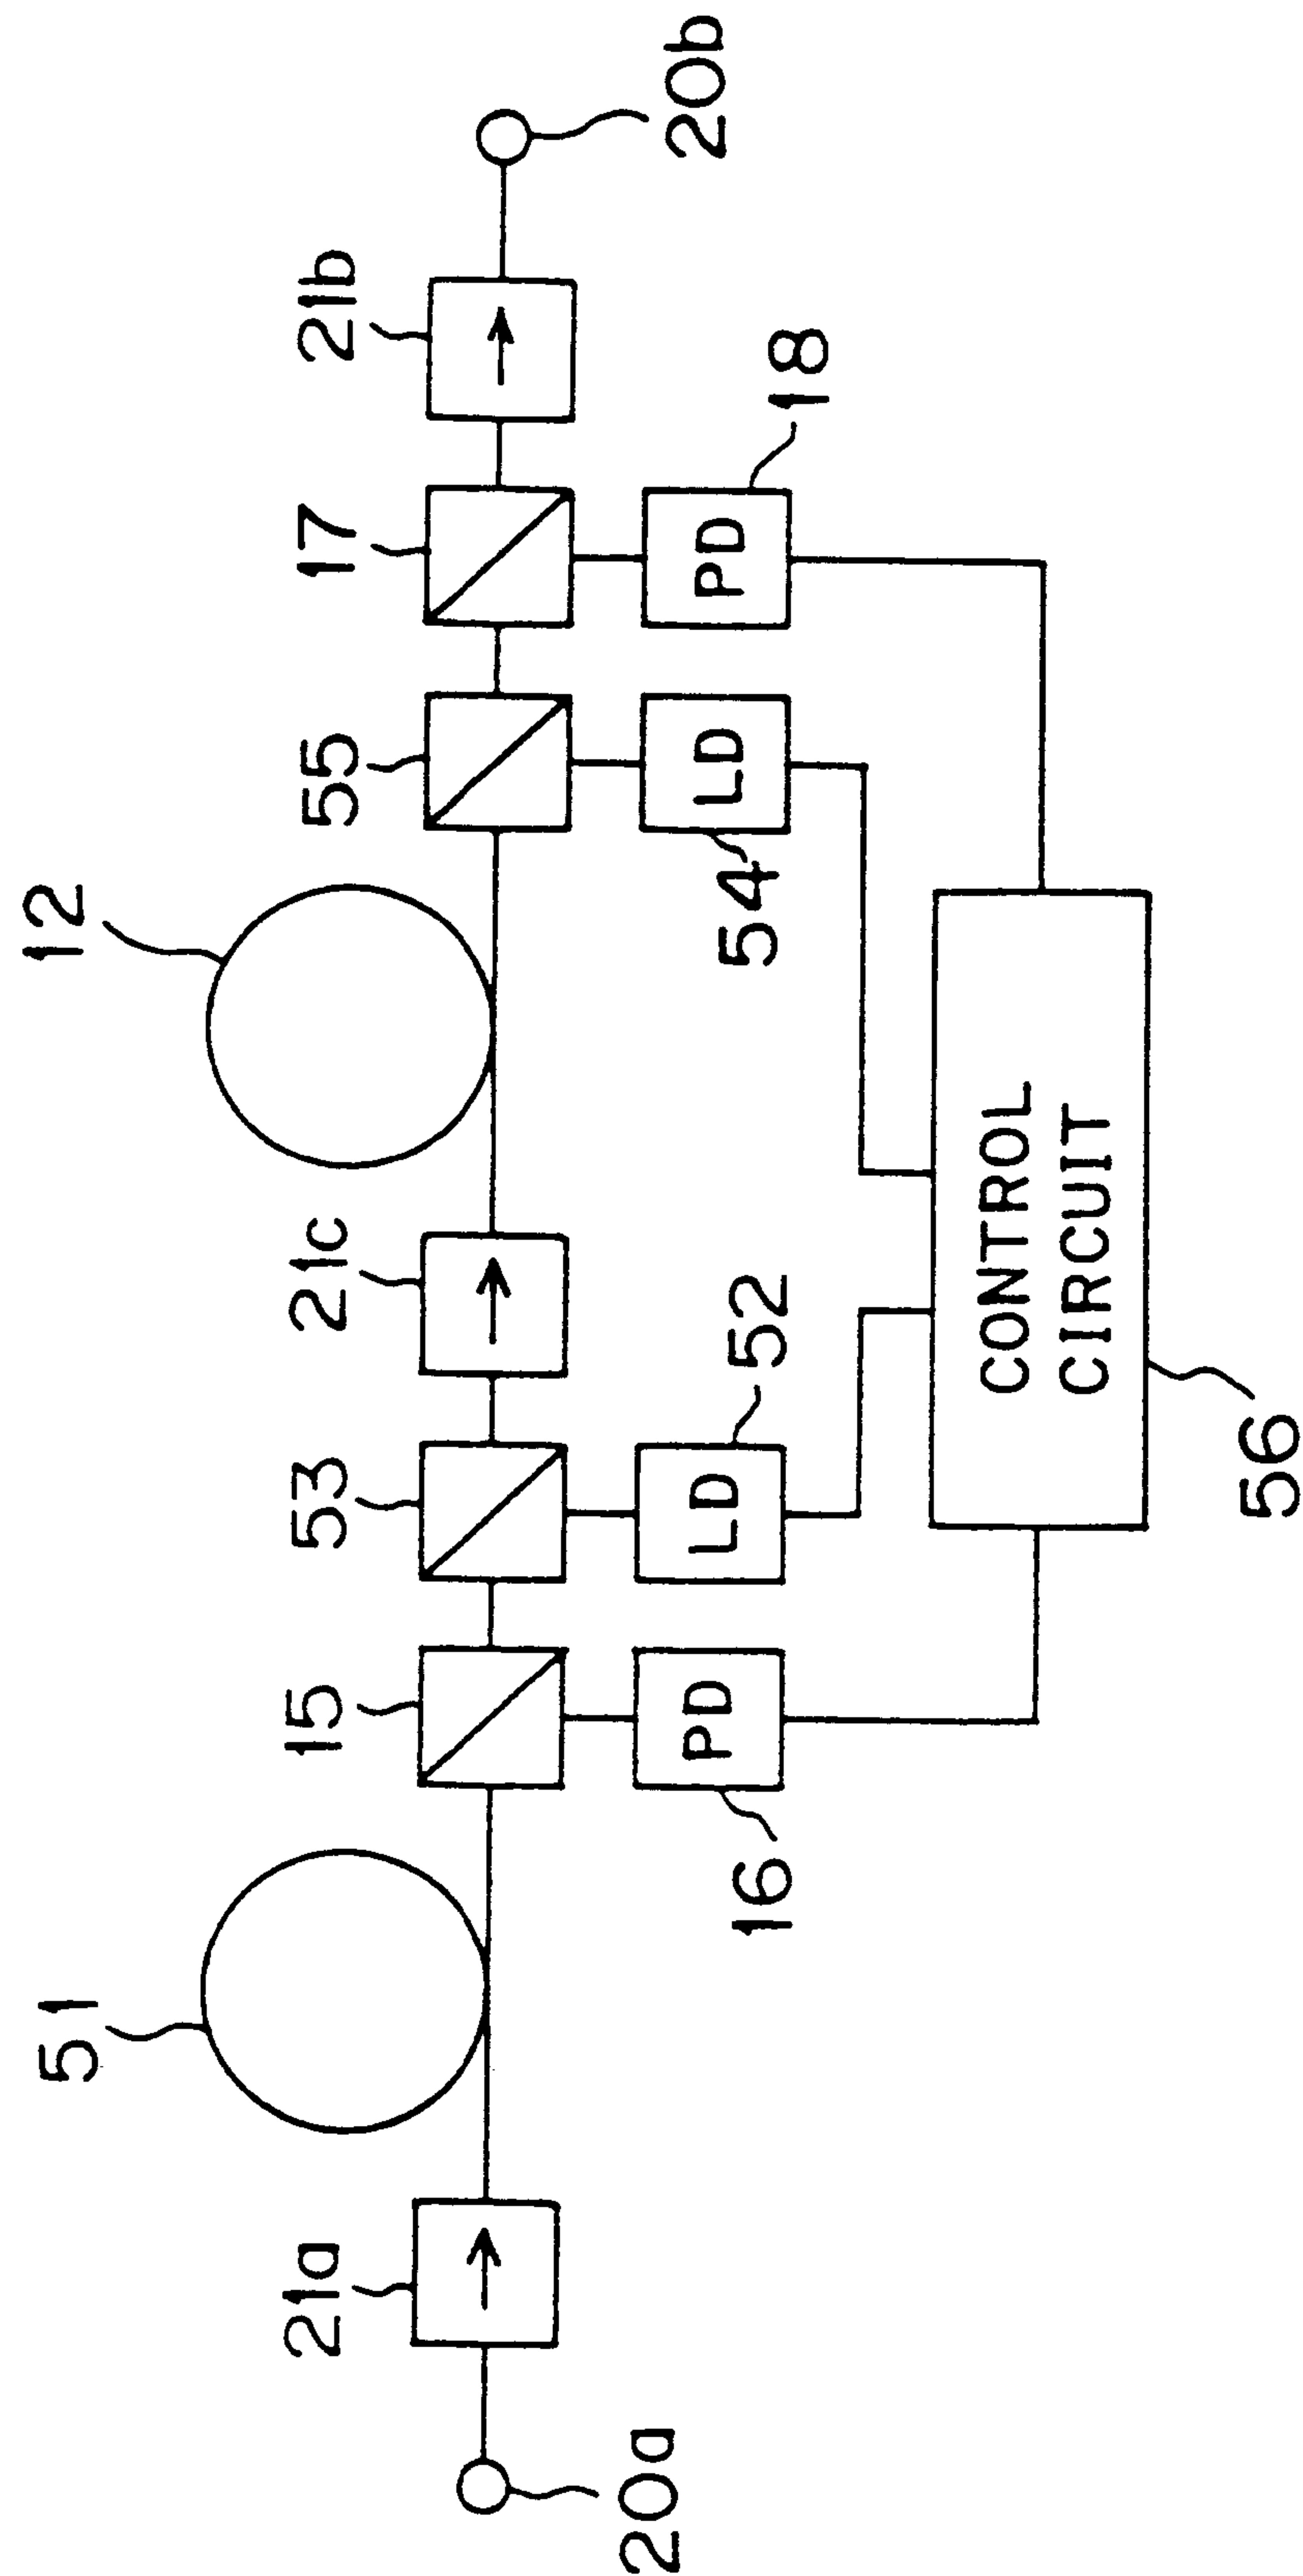 12
51
21b
17
55
21c
53
15
21a
20b
20a
18
PD
LD
54
52
LD
PD
16
CONTROL
CIRCUIT
56